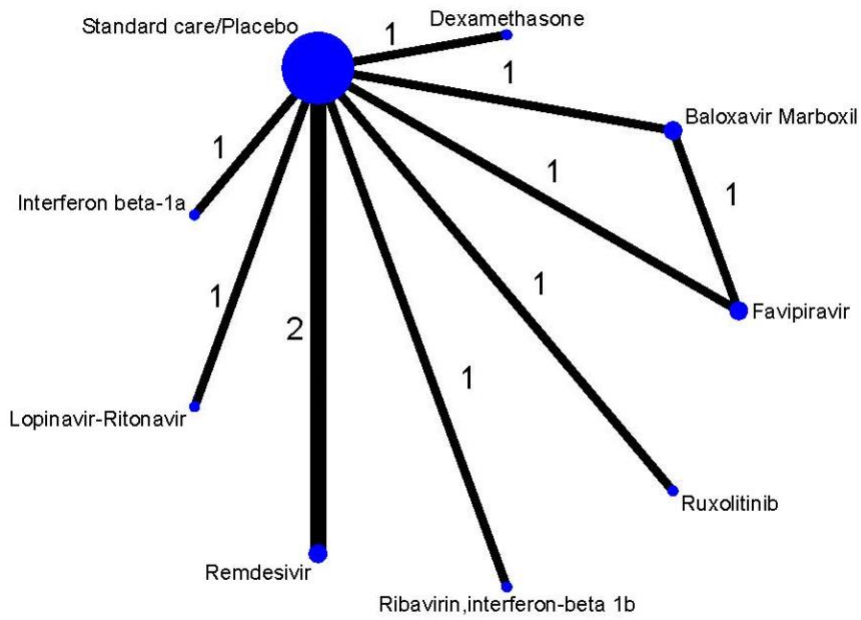 Dexamethasone
Standard care/Placebo
1
1
Baloxavir Marboxil
1
1
1
Interferon beta-1a
1
1
Favipiravir
2
1
Lopinavir-Ritonavir
Ruxolitinib
Remdesivir
Ribavirin,interferon-beta 1b